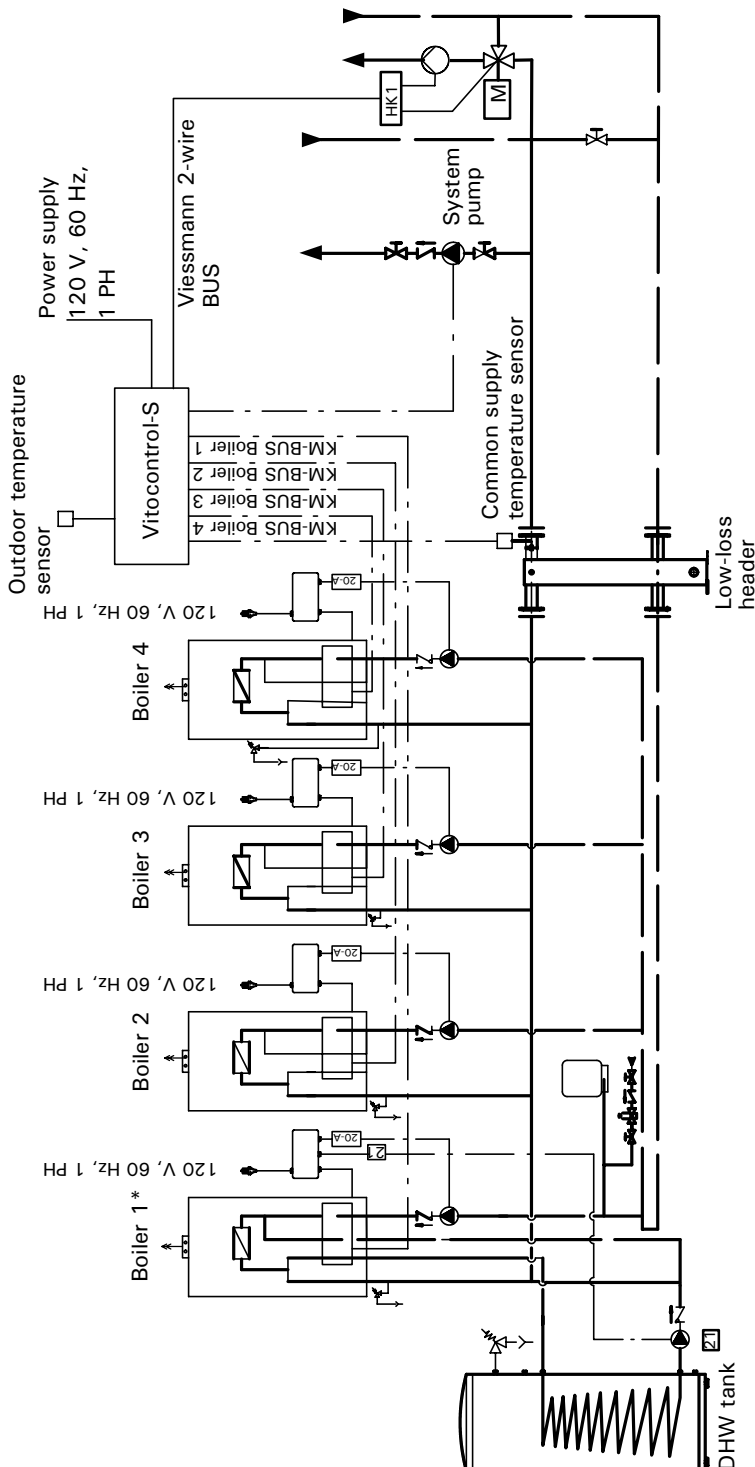 Outdoor temperature
sensor
Power supply
120 V, 60 Hz,
1 PH
Vitocontrol-S
Viessmann 2-wire
BUS
HK1
M
System
pump
KM-BUS Boiler 1
KM-BUS Boiler 2
KM-BUS Boiler 3
KM-BUS Boiler 4
Common supply
temperature sensor
Low-loss
header
Boiler 4
120 V, 60 Hz, 1 PH
20-A
Boiler 3
120 V, 60 Hz, 1 PH
20-A
Boiler 2
120 V, 60 Hz, 1 PH
20-A
Boiler 1*
120 V, 60 Hz, 1 PH
20-A
21
21
DHW tank